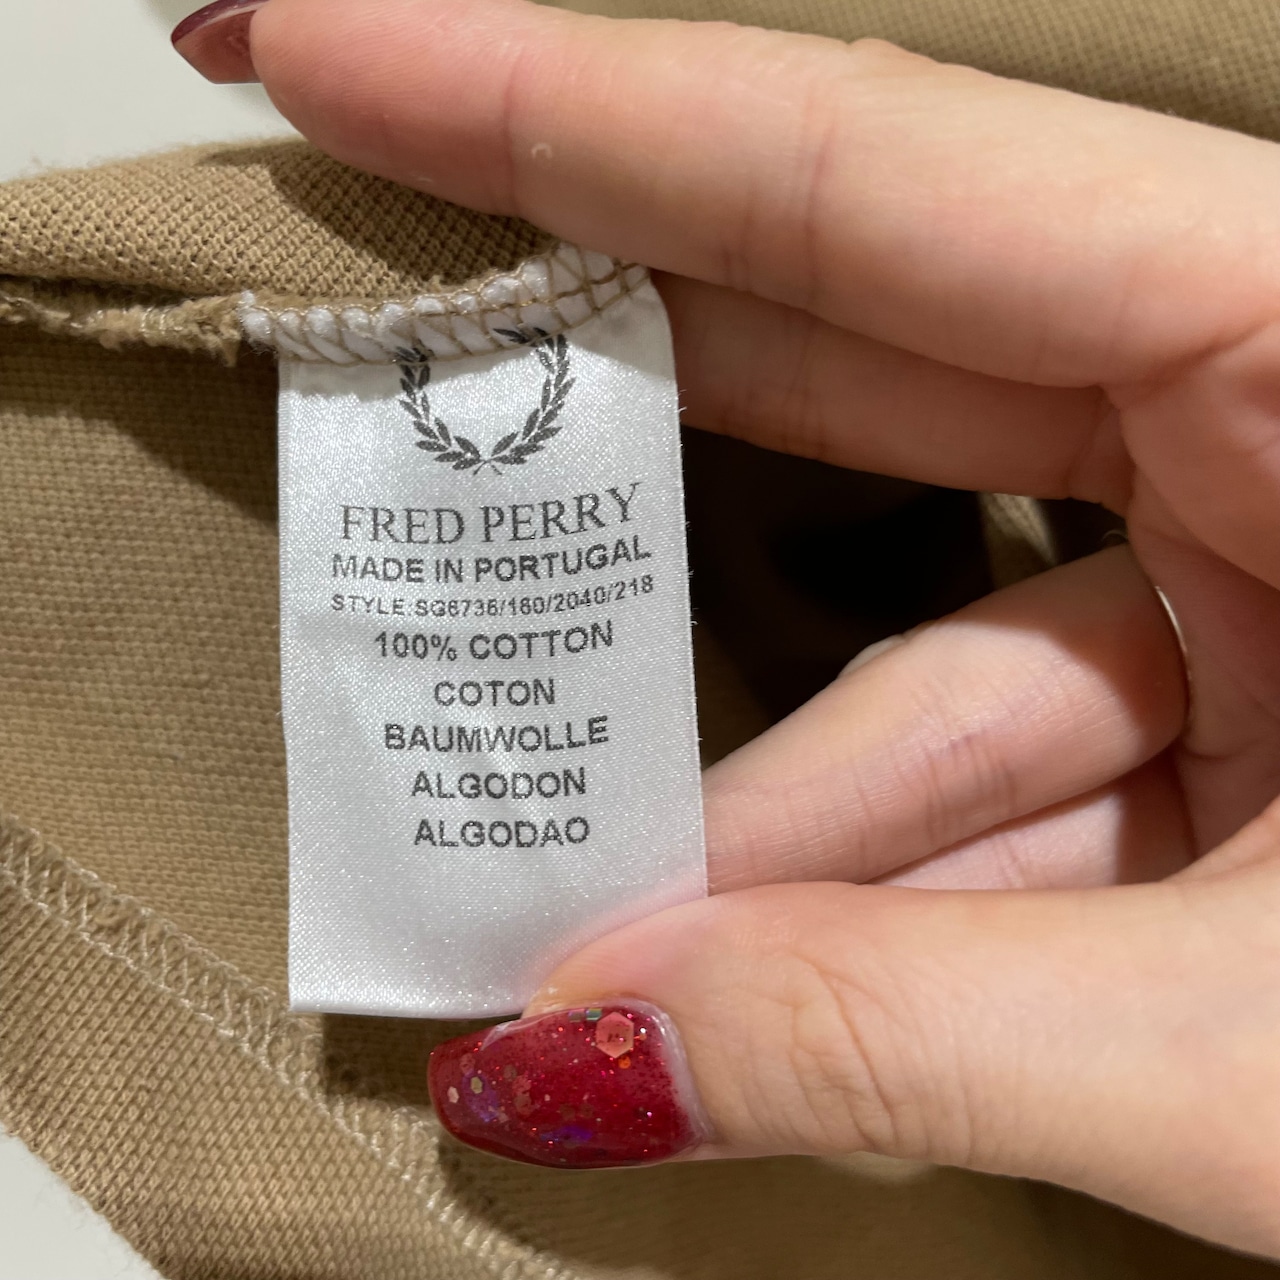 FRED PERRY
MADE IN PORTUGAL
STYLE:SG6736/160/2040/218
100% COTTON
COTON
BAUMWOLLE
ALGODON
ALGODAO